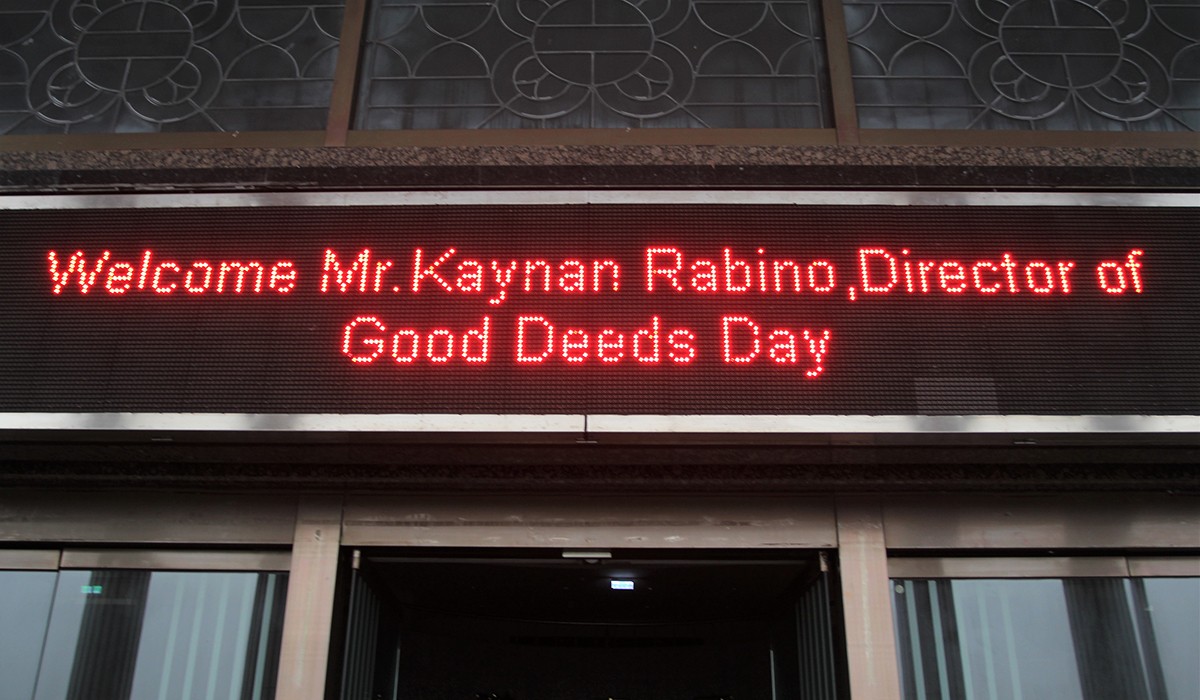 Welcome Mr.Kaynan Rabino,Director of
Good Deeds Day